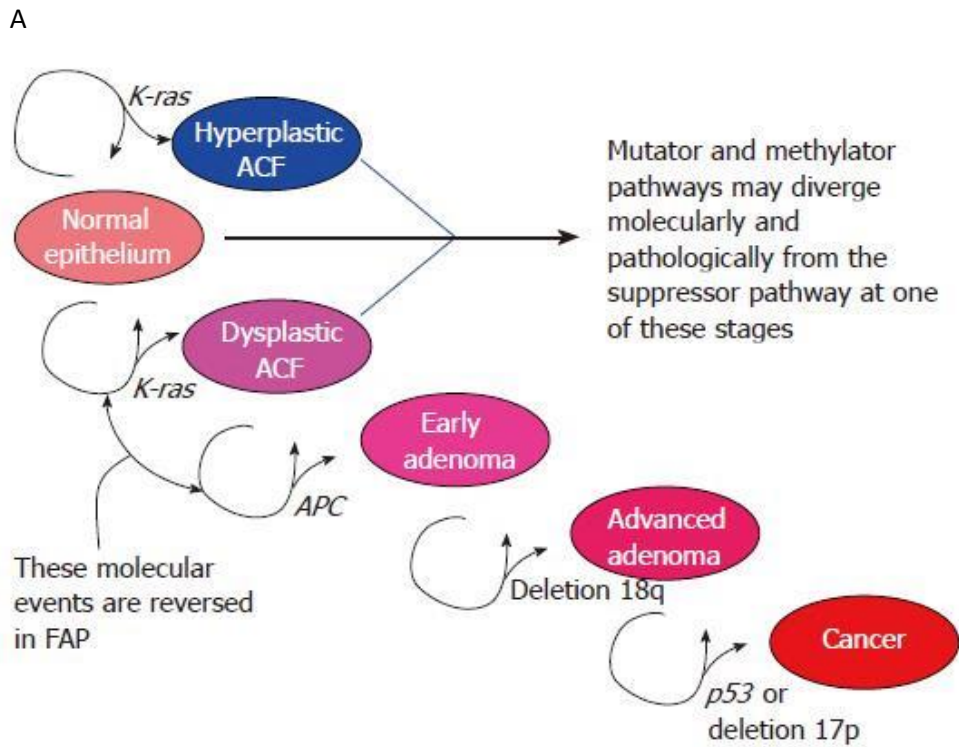 A
K-ras
Hyperplastic
ACF
Normal
epithelium
Mutator and methylator
pathways may diverge
molecularly and
pathologically from the
suppressor pathway at one
of these stages
Dysplastic
ACF
K-ras
Early
adenoma
APC
Advanced
adenoma
Deletion 18q
These molecular
events are reversed
in FAP
Cancer
p53 or
deletion 17p